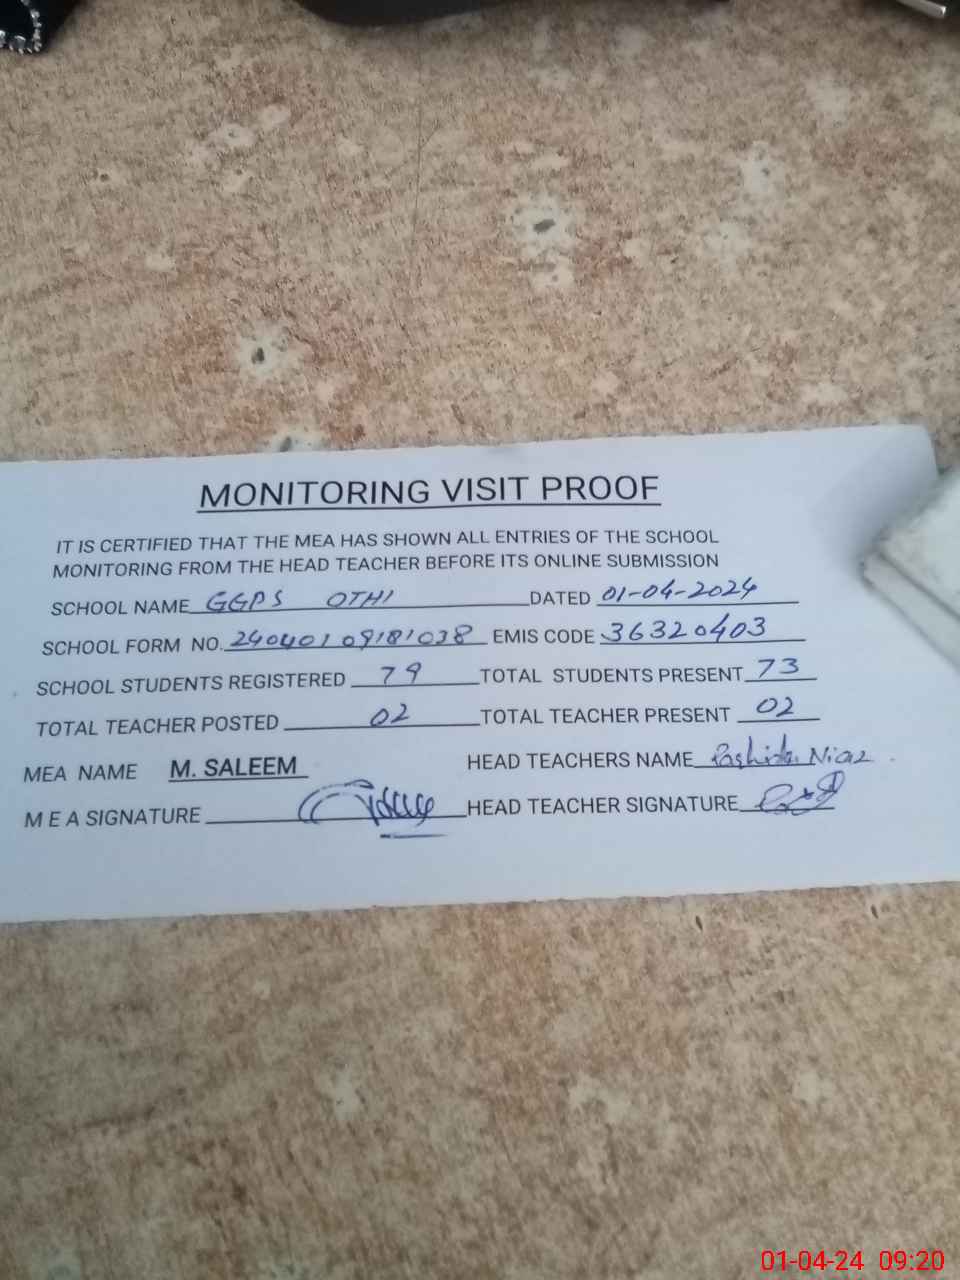 MONITORING VISIT PROOF
IT IS CERTIFIED THAT THE MEA HAS SHOWN ALL ENTRIES OF THE SCHOOL
MONITORING FROM THE HEAD TEACHER BEFORE ITS ONLINE SUBMISSION
SCHOOL NAME GGPS OTHI DATED 01-04-2024
SCHOOL FORM NO. 24040109181038 EMIS CODE 36320403
SCHOOL STUDENTS REGISTERED 79 TOTAL STUDENTS PRESENT 73
TOTAL TEACHER POSTED 02 TOTAL TEACHER PRESENT 02
MEA NAME M. SALEEM HEAD TEACHERS NAME Rashida Niaz
M E A SIGNATURE HEAD TEACHER SIGNATURE
01-04-24 09:20